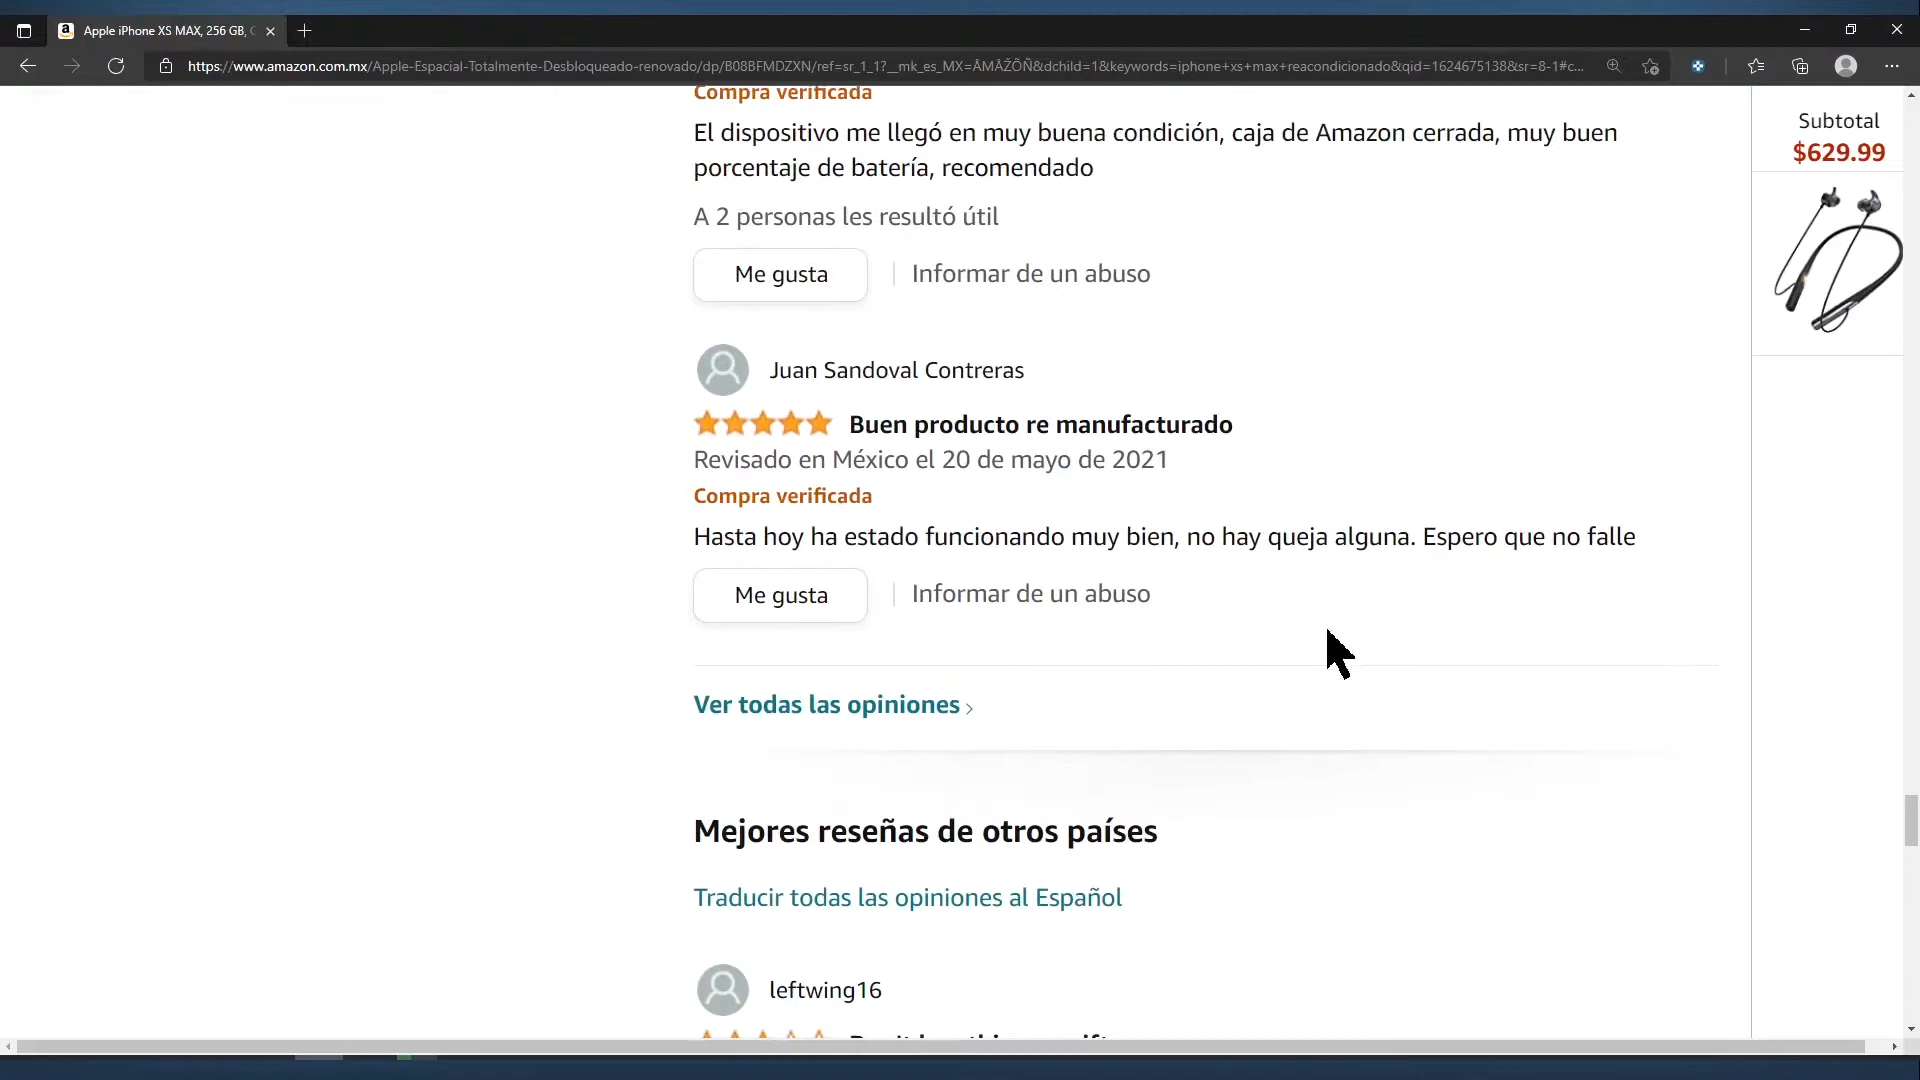 Apple iPhone XS MAX, 256 GB,
https://www.amazon.com.mx/Apple-Espacial-Totalmente-Desbloqueado-renovado/dp/B08BFMDZXN/ref=sr_1_1?__mk_es_MX=ÅMÅŽÕÑ&dchild=1&keywords=iphone+xs+max+reacondicionado&qid=1624675138&sr=8-1#c...
Compra verificada
El dispositivo me llegó en muy buena condición, caja de Amazon cerrada, muy buen
porcentaje de batería, recomendado
A 2 personas les resultó útil
Me gusta
Informar de un abuso
Juan Sandoval Contreras
Buen producto re manufacturado
Revisado en México el 20 de mayo de 2021
Compra verificada
Hasta hoy ha estado funcionando muy bien, no hay queja alguna. Espero que no falle
Me gusta
Informar de un abuso
Ver todas las opiniones ›
Mejores reseñas de otros países
Traducir todas las opiniones al Español
leftwing16
Subtotal
$629.99